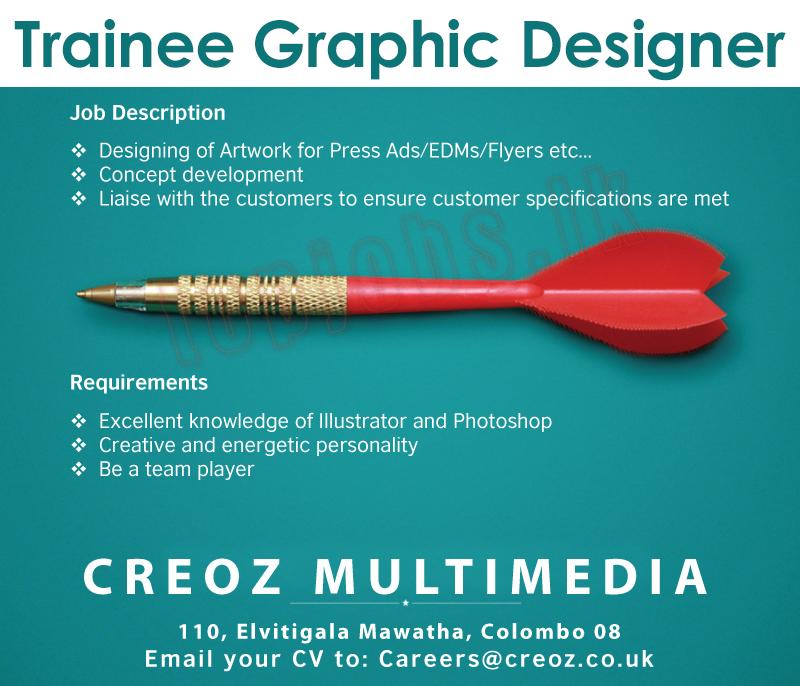 Trainee Graphic Designer
Job Description
❖ Designing of Artwork for Press Ads/EDMs/Flyers etc...
❖ Concept development
❖ Liaise with the customers to ensure customer specifications are met
topjobs.lk
Requirements
❖ Excellent knowledge of Illustrator and Photoshop
❖ Creative and energetic personality
❖ Be a team player
CREOZ MULTIMEDIA
110, Elvitigala Mawatha, Colombo 08
Email your CV to: Careers@creoz.co.uk